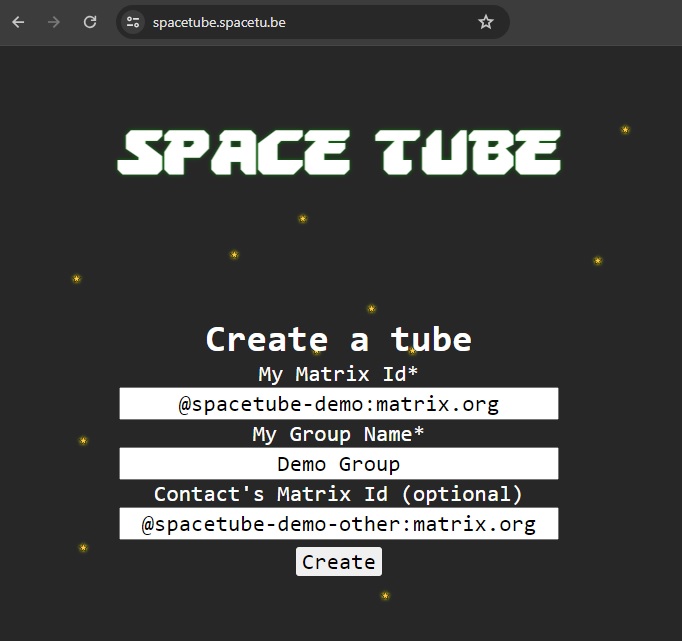 spacetube.spacetu.be
SPACE TUBE
Create a tube
My Matrix Id*
@spacetube-demo:matrix.org
My Group Name*
Demo Group
Contact's Matrix Id (optional)
@spacetube-demo-other:matrix.org
Create